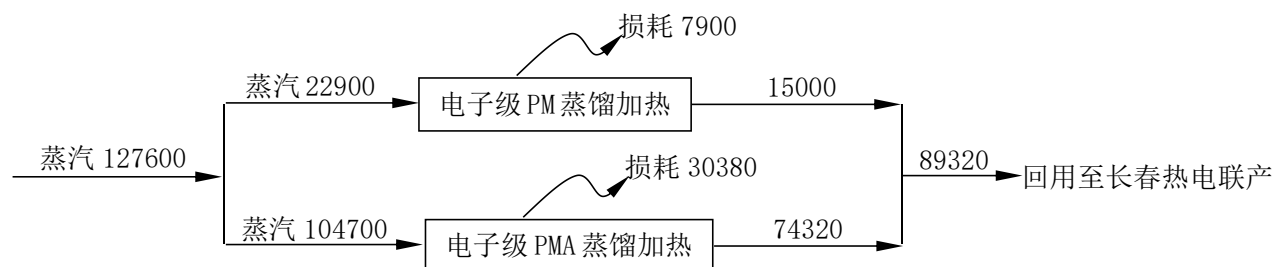 损耗 7900
蒸汽 22900
电子级 PM 蒸馏加热
15000
蒸汽 127600
损耗 30380
89320
回用至长春热电联产
蒸汽 104700
电子级 PMA 蒸馏加热
74320